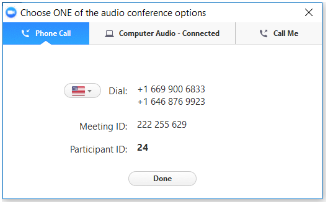 Choose ONE of the audio conference options
Phone Call
Computer Audio - Connected
Call Me
Dial: +1 669 900 6833
+1 646 876 9923
Meeting ID: 222 255 629
Participant ID: 24
Done